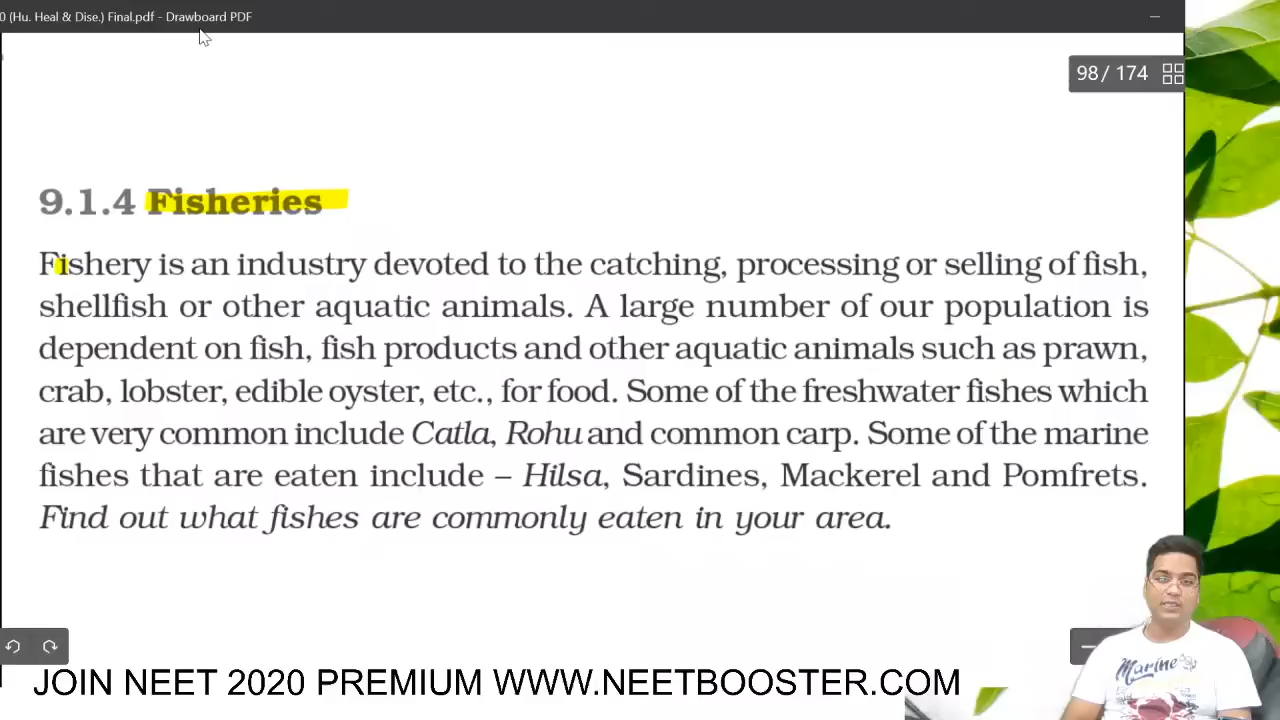 0 (Hu. Heal & Dise.) Final.pdf - Drawboard PDF
98 / 174
9.1.4 Fisheries
Fishery is an industry devoted to the catching, processing or selling of fish,
shellfish or other aquatic animals. A large number of our population is
dependent on fish, fish products and other aquatic animals such as prawn,
crab, lobster, edible oyster, etc., for food. Some of the freshwater fishes which
are very common include Catla, Rohu and common carp. Some of the marine
fishes that are eaten include – Hilsa, Sardines, Mackerel and Pomfrets.
Find out what fishes are commonly eaten in your area.
Marine
JOIN NEET 2020 PREMIUM WWW.NEETBOOSTER.COM